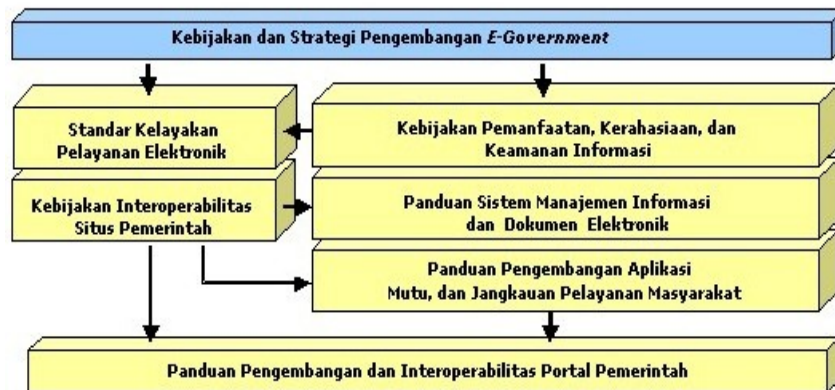 Kebijakan dan Strategi Pengembangan E-Government
Standar Kelayakan
Pelayanan Elektronik
Kebijakan Pemanfaatan, Kerahasiaan, dan
Keamanan Informasi
Kebijakan Interoperabilitas
Situs Pemerintah
Panduan Sistem Manajemen Informasi
dan Dokumen Elektronik
Panduan Pengembangan Aplikasi
Mutu, dan Jangkauan Pelayanan Masyarakat
Panduan Pengembangan dan Interoperabilitas Portal Pemerintah